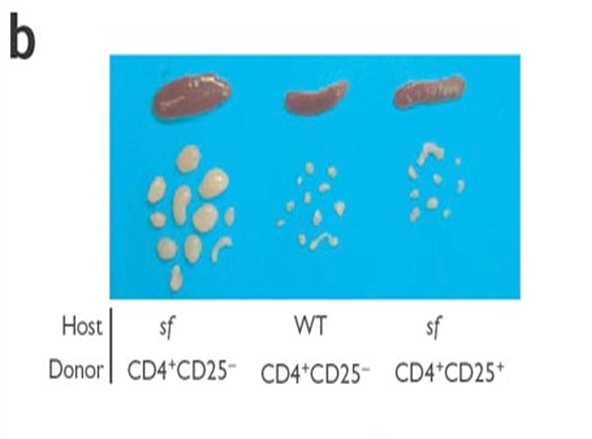 b
Host sf WT sf
Donor CD4⁺CD25⁻ CD4⁺CD25⁻ CD4⁺CD25⁺